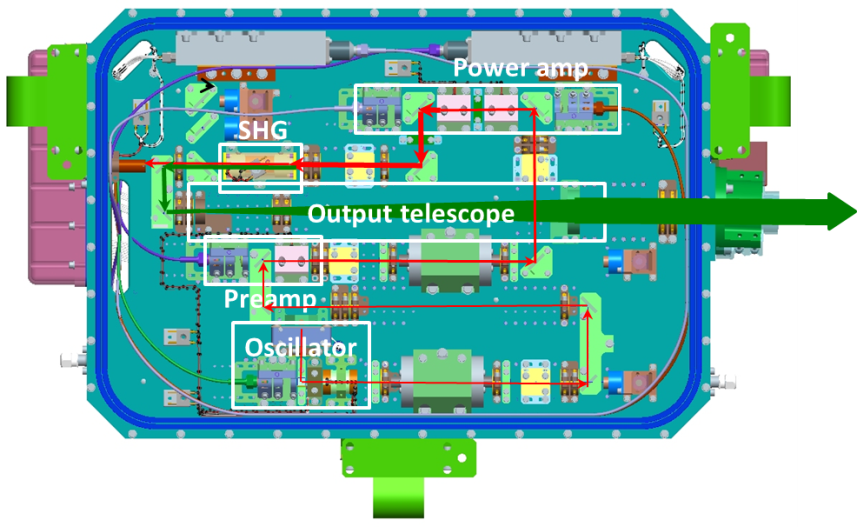 Power amp
SHG
Output telescope
Preamp
Oscillator